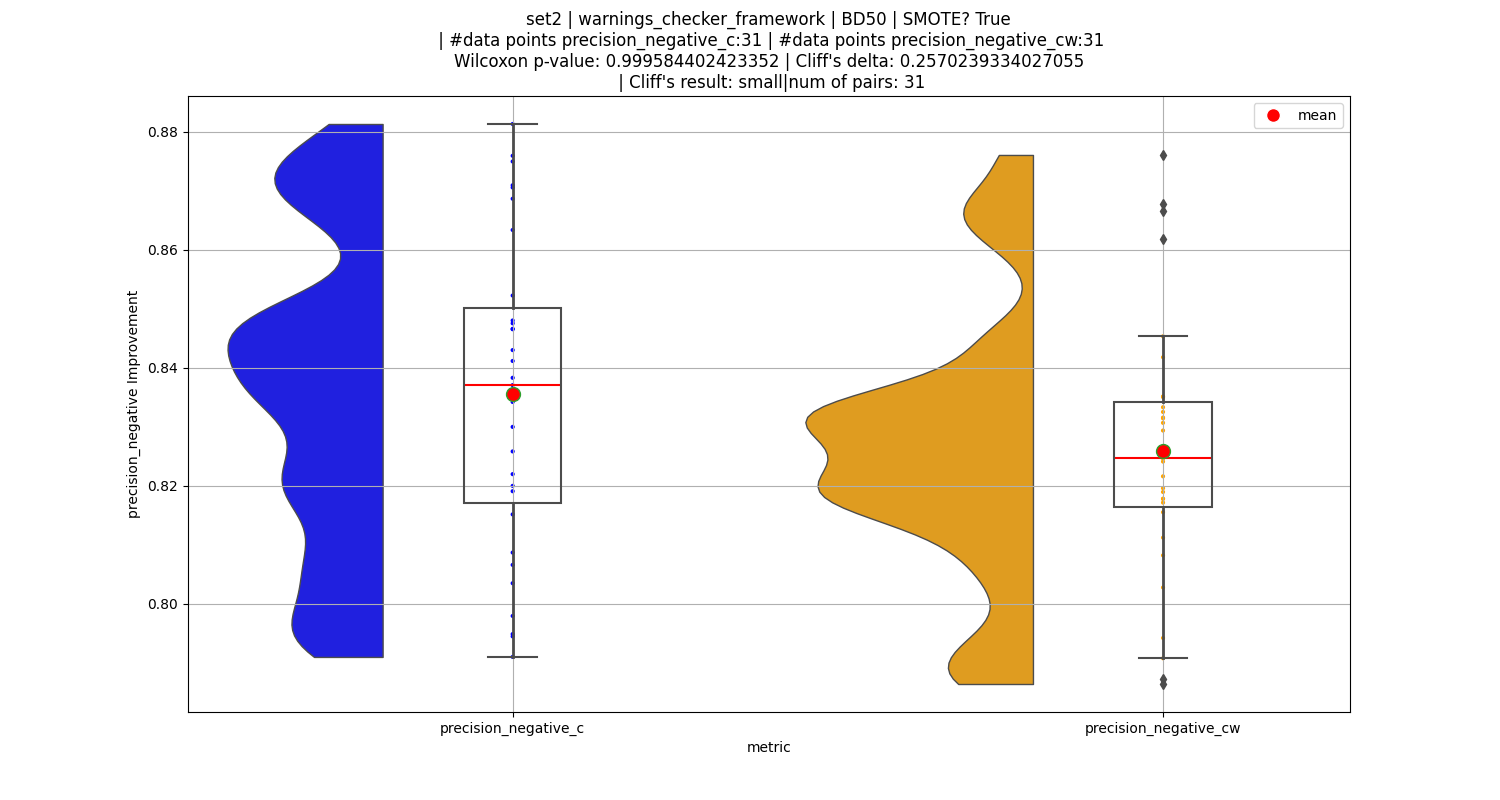 set2 | warnings_checker_framework | BD50 | SMOTE? True
| #data points precision_negative_c:31 | #data points precision_negative_cw:31
Wilcoxon p-value: 0.999584402423352 | Cliff's delta: 0.2570239334027055
| Cliff's result: small|num of pairs: 31
mean
0.88
0.86
0.84
0.82
0.80
precision_negative Improvement
precision_negative_c
precision_negative_cw
metric